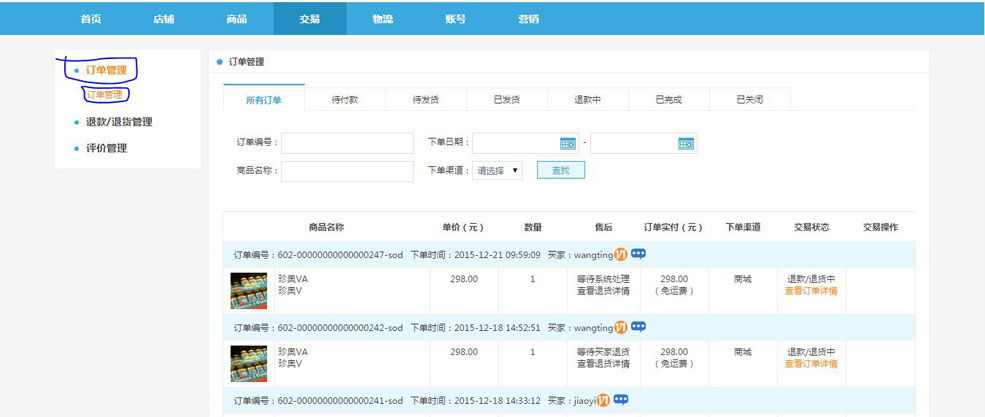 首页 店铺 商品 交易 物流 账号 营销
订单管理
订单管理
退款/退货管理
评价管理
订单管理
所有订单 待付款 待发货 已发货 退款中 已完成 已关闭
订单编号： 下单日期： -
商品名称： 下单渠道： 请选择 查找
商品名称 单价（元） 数量 售后 订单实付（元） 下单渠道 交易状态 交易操作
订单编号：602-00000000000000247-sod 下单时间：2015-12-21 09:59:09 买家：wangting
珍奥VA 298.00 1 等待系统处理 298.00 商城 退款/退货中
珍奥V 查看退货详情 （免运费） 查看订单详情
订单编号：602-00000000000000242-sod 下单时间：2015-12-18 14:52:51 买家：wangting
珍奥VA 298.00 1 等待买家退货 298.00 商城 退款/退货中
珍奥V 查看退货详情 （免运费） 查看订单详情
订单编号：602-00000000000000241-sod 下单时间：2015-12-18 14:33:12 买家：jiaoyi